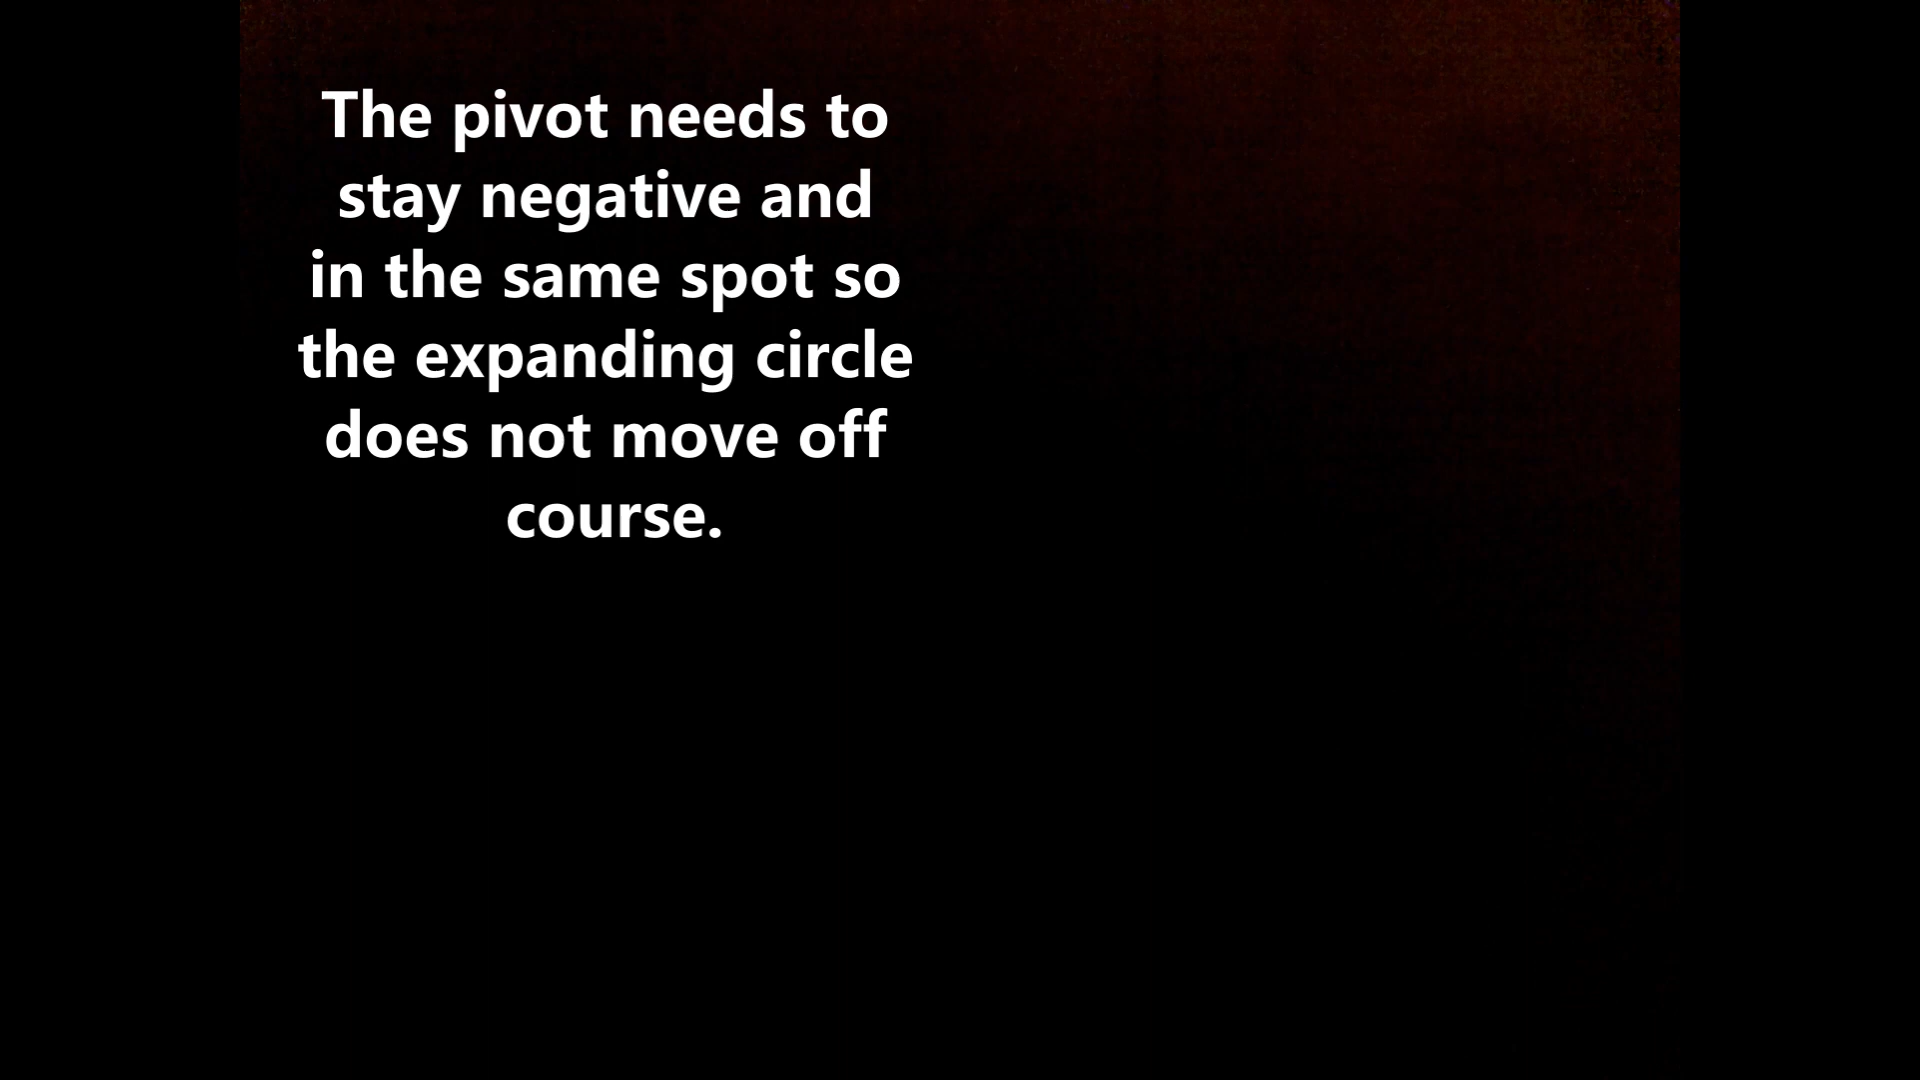 The pivot needs to
stay negative and
in the same spot so
the expanding circle
does not move off
course.